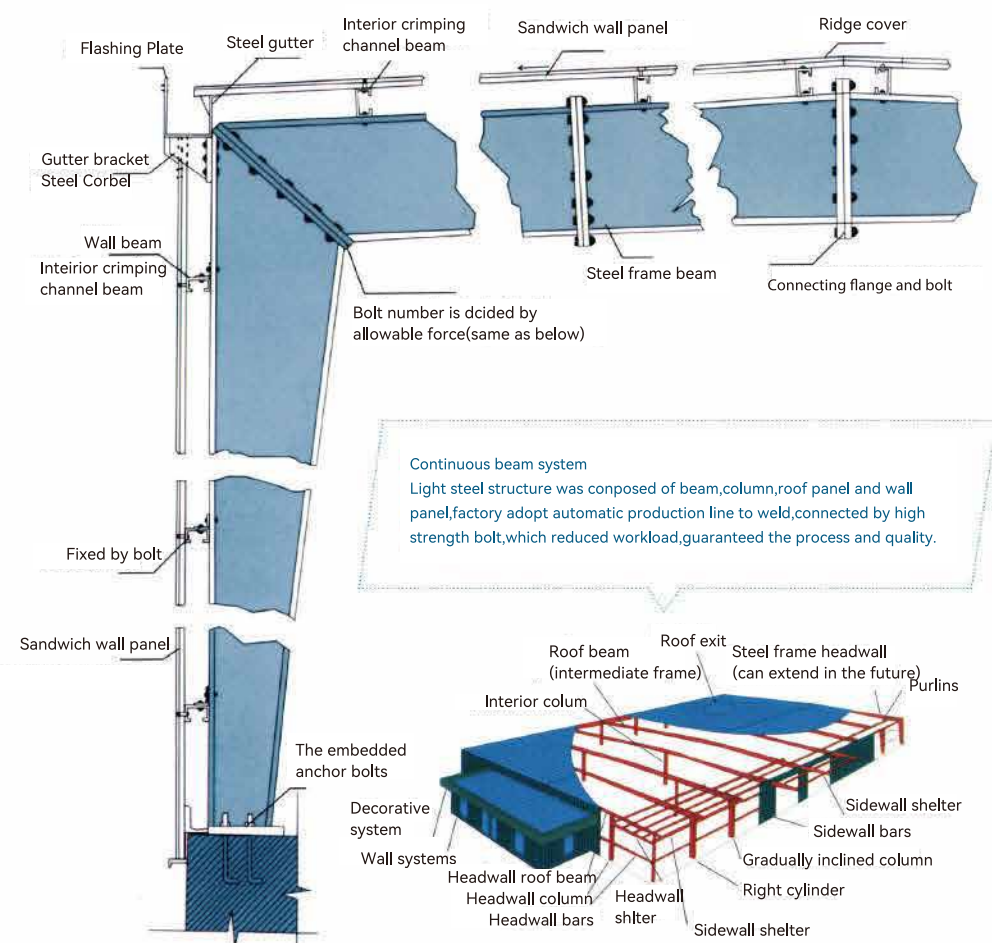 Flashing Plate
Steel gutter
Interior crimping
channel beam
Sandwich wall panel
Ridge cover
Gutter bracket
Steel Corbel
Wall beam
Inteirior crimping
channel beam
Steel frame beam
Connecting flange and bolt
Bolt number is dcided by
allowable force(same as below)
Continuous beam system
Light steel structure was conposed of beam,column,roof panel and wall
panel,factory adopt automatic production line to weld,connected by high
strength bolt,which reduced workload,guaranteed the process and quality.
Fixed by bolt
Sandwich wall panel
The embedded
anchor bolts
Roof beam
(intermediate frame)
Roof exit
Steel frame headwall
(can extend in the future)
Purlins
Interior colum
Decorative
system
Wall systems
Headwall roof beam
Headwall column
Headwall bars
Headwall
shlter
Sidewall shelter
Right cylinder
Gradually inclined column
Sidewall bars
Sidewall shelter